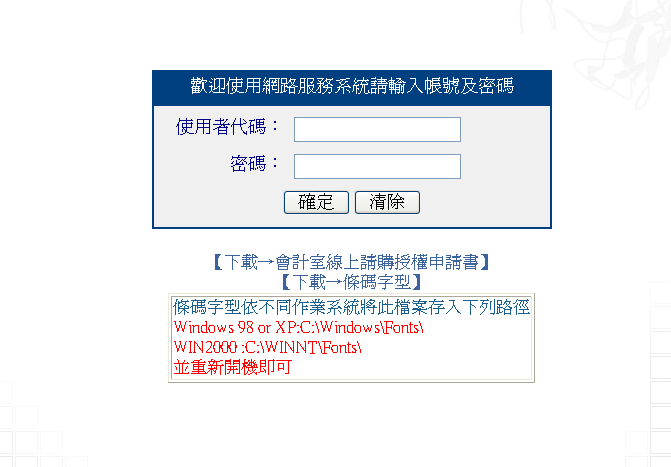 歡迎使用網路服務系統請輸入帳號及密碼
使用者代碼：
密碼：
確定 清除
【下載→會計室線上請購授權申請書】
【下載→條碼字型】
條碼字型依不同作業系統將此檔案存入下列路徑
Windows 98 or XP:C:\Windows\Fonts\
WIN2000 :C:\WINNT\Fonts\
並重新開機即可